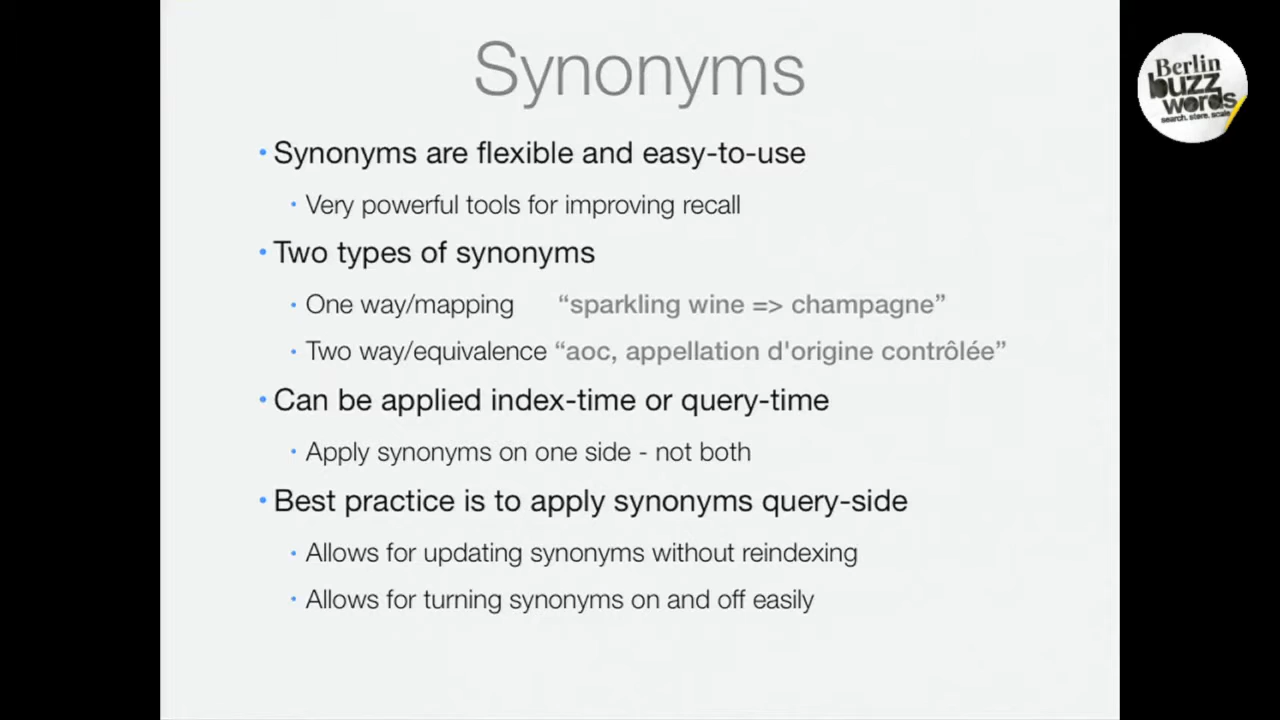 Synonyms
• Synonyms are flexible and easy-to-use
• Very powerful tools for improving recall
• Two types of synonyms
• One way/mapping “sparkling wine => champagne”
• Two way/equivalence “aoc, appellation d'origine contrôlée”
• Can be applied index-time or query-time
• Apply synonyms on one side - not both
• Best practice is to apply synonyms query-side
• Allows for updating synonyms without reindexing
• Allows for turning synonyms on and off easily
Berlin
buzz
words
search. store. scale